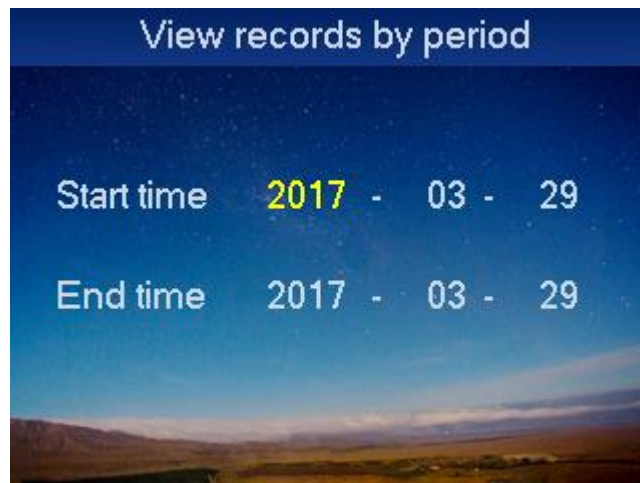 View records by period
Start time 2017 - 03 - 29
End time 2017 - 03 - 29